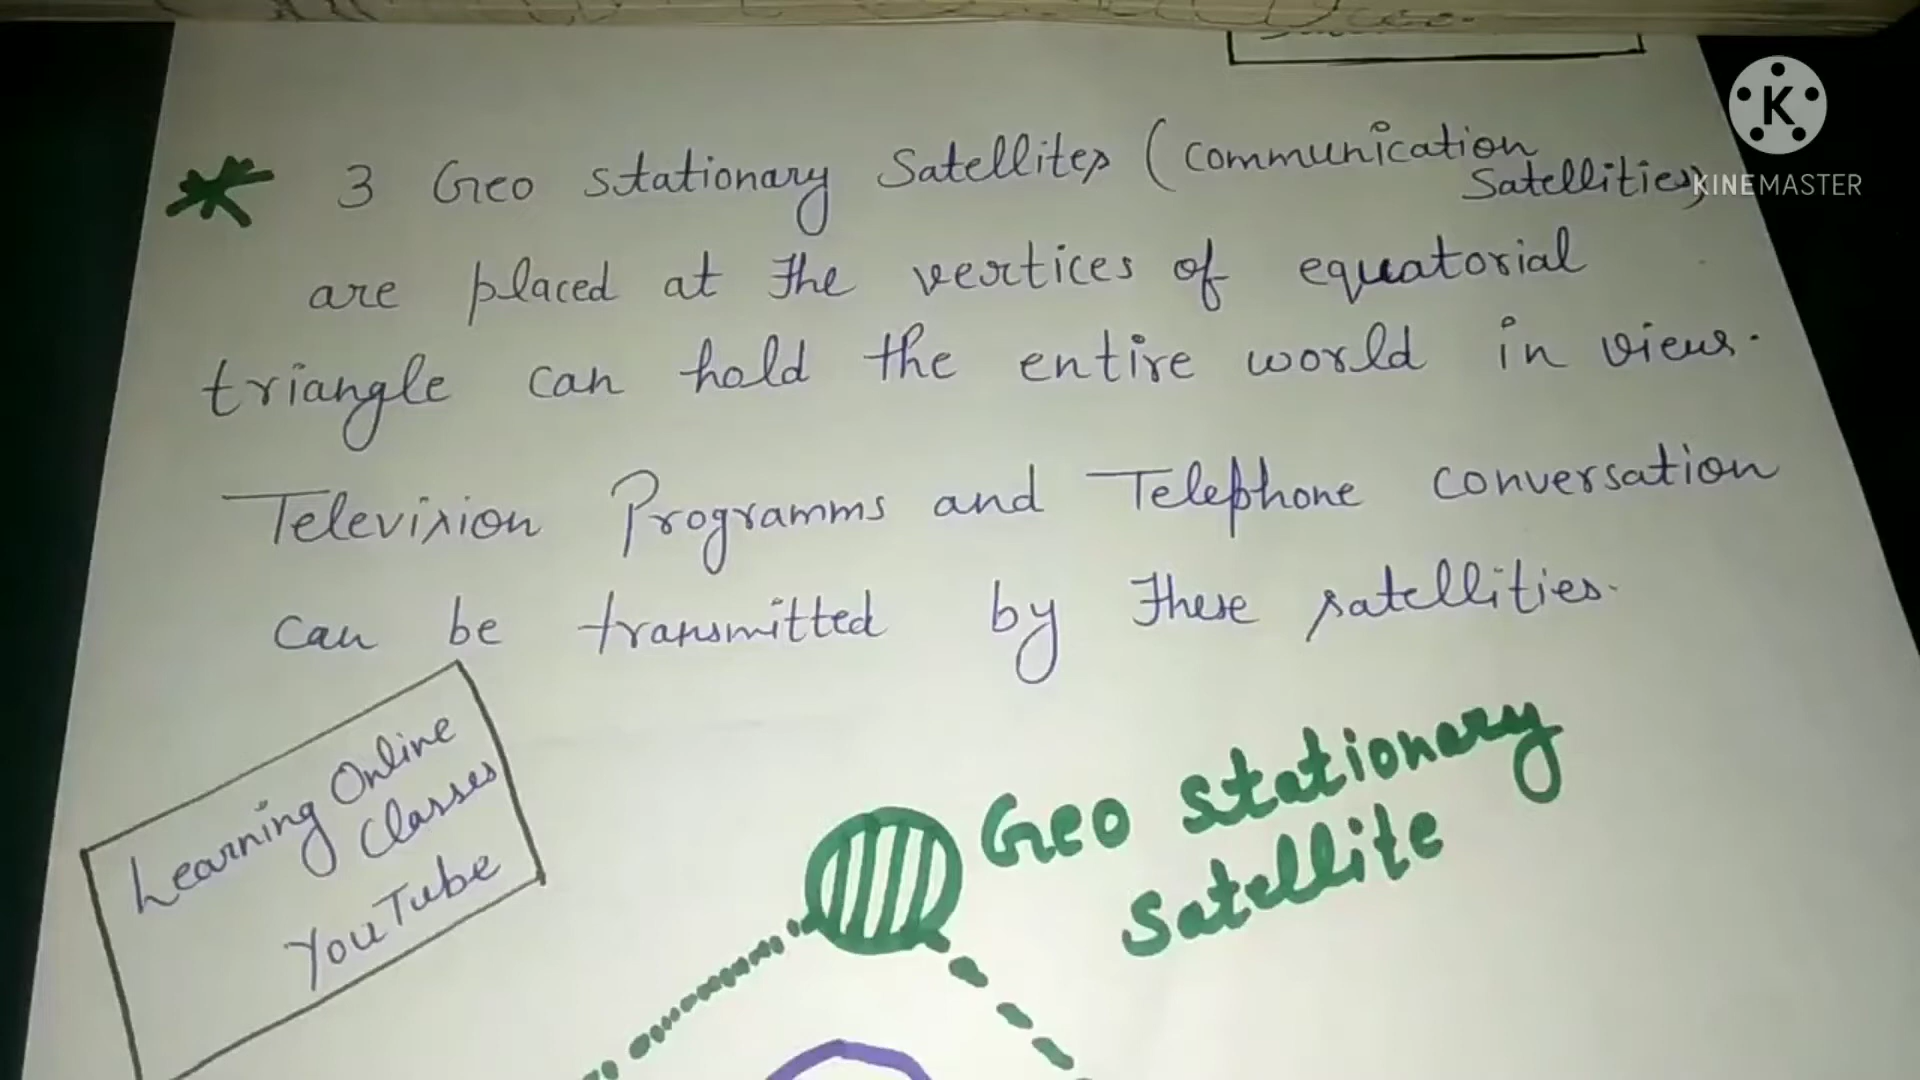 3 Geo stationary Satellites (communication
Satellities)
are placed at the vertices of equatorial
triangle can hold the entire world in view.
Television Programms and Telephone conversation
can be transmitted by these satellities.
Learning Online
Classes
YouTube
Geo stationary
Satellite
K
KINEMASTER